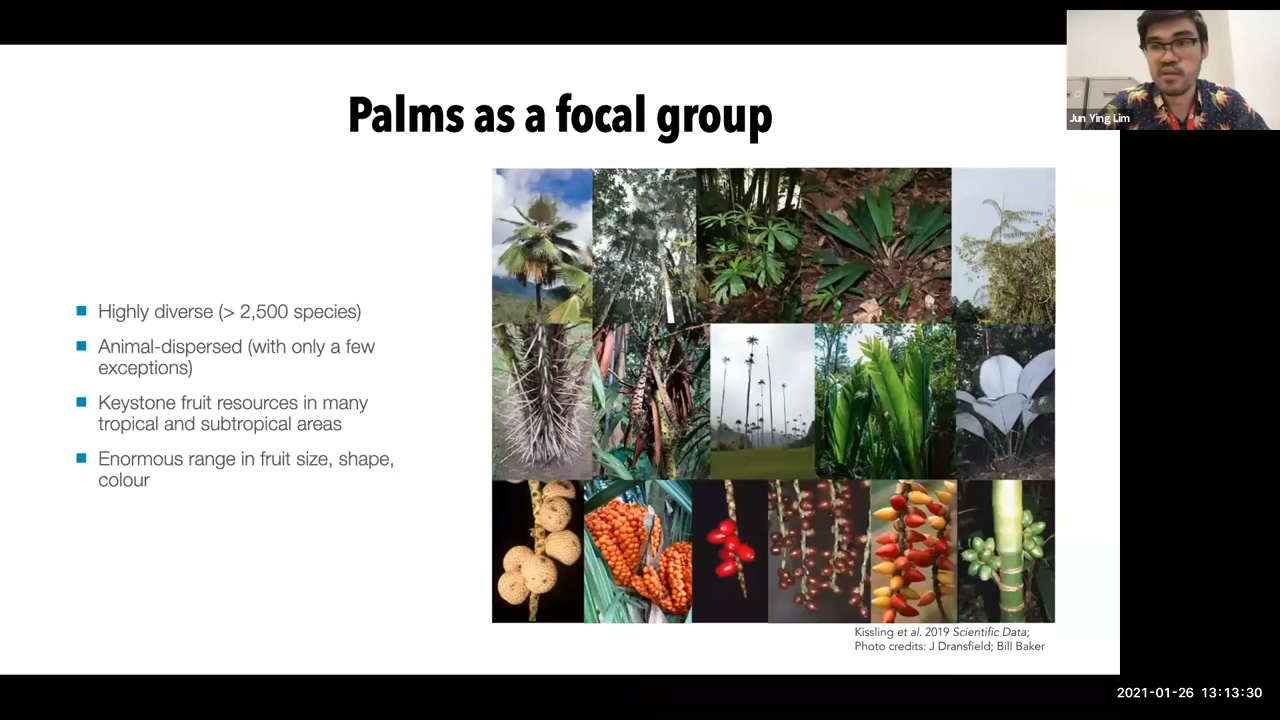 Palms as a focal group
Jun Ying Lim
Highly diverse (> 2,500 species)
Animal-dispersed (with only a few
exceptions)
Keystone fruit resources in many
tropical and subtropical areas
Enormous range in fruit size, shape,
colour
Kissling et al. 2019 Scientific Data;
Photo credits: J Dransfield; Bill Baker
2021-01-26 13:13:30